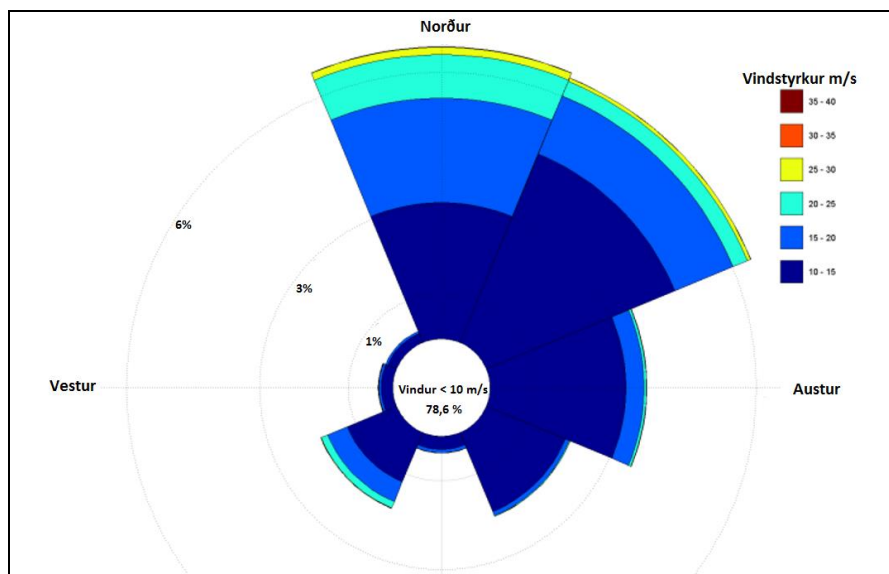 Norður
Vindstyrkur m/s
35 - 40
30 - 35
25 - 30
20 - 25
15 - 20
10 - 15
6%
3%
1%
Vestur
Vindur < 10 m/s
78,6 %
Austur